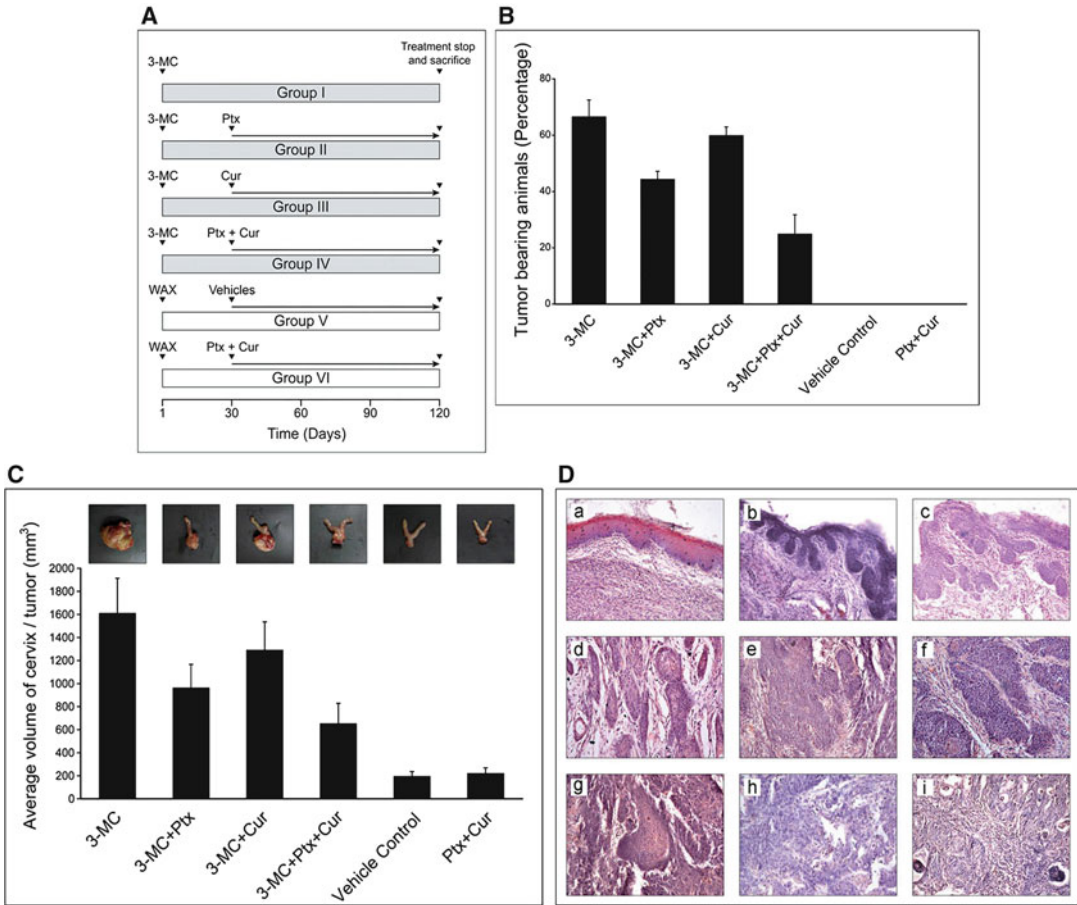 A
Treatment stop
and sacrifice
3-MC
Group I
3-MC Ptx
Group II
3-MC Cur
Group III
3-MC Ptx + Cur
Group IV
WAX Vehicles
Group V
WAX Ptx + Cur
Group VI
1 30 60 90 120
Time (Days)
B
Tumor bearing animals (Percentage)
80
60
40
20
0
3-MC
3-MC+Ptx
3-MC+Cur
3-MC+Ptx+Cur
Vehicle Control
Ptx+Cur
C
Average volume of cervix / tumor (mm³)
2000
1800
1600
1400
1200
1000
800
600
400
200
0
3-MC
3-MC+Ptx
3-MC+Cur
3-MC+Ptx+Cur
Vehicle Control
Ptx+Cur
D
a b c
d e f
g h i